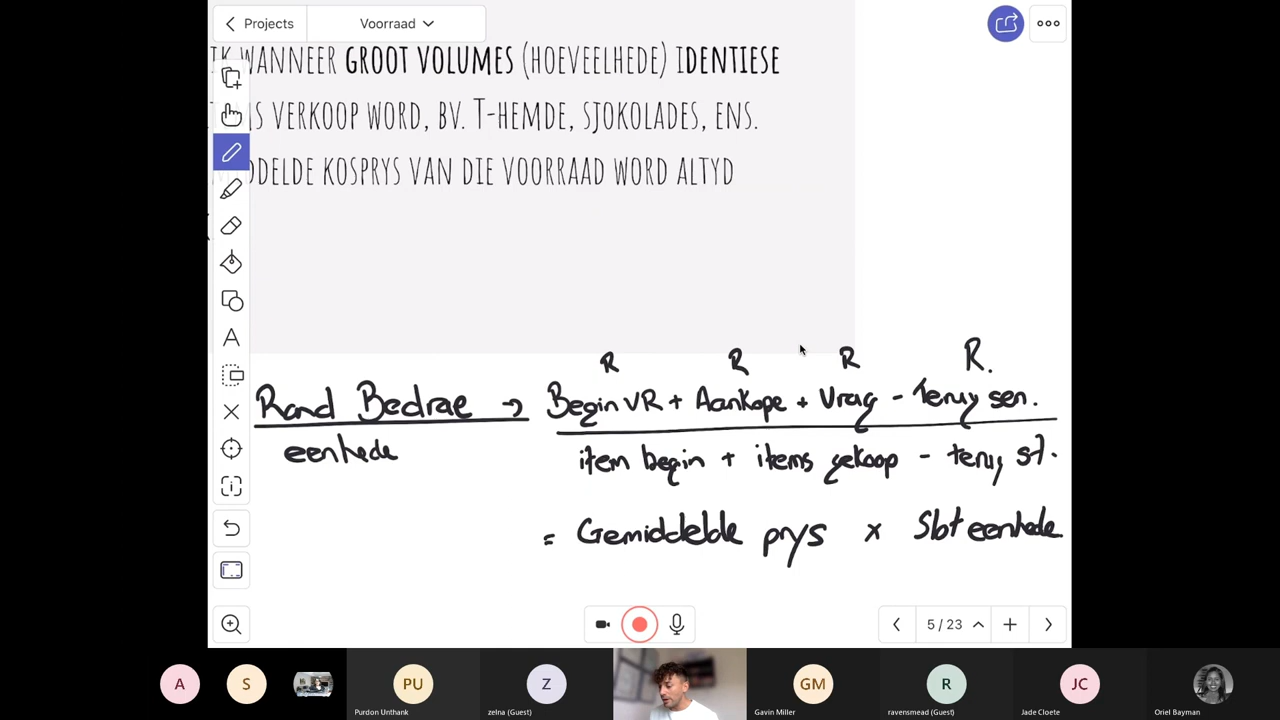 Projects
Voorraad
WANNEER GROOT VOLUMES (HOEVEELHEDE) IDENTIESE
VERKOOP WORD, BV. T-HEMDE, SJOKOLADES, ENS.
KOSPRYS VAN DIE VOORRAAD WORD ALTYD
R R R R.
Rand Bedrae → Begin VR + Aankope + Vrag - Terug sen.
eenhede item begin + items gekoop - terug st.
= Gemiddelde prys x Slot eenhede
A
5 / 23
A S PU Z GM R JC
Purdon Unthank
zelna (Guest)
Gavin Miller
ravensmead (Guest)
Jade Cloete
Oriel Bayman